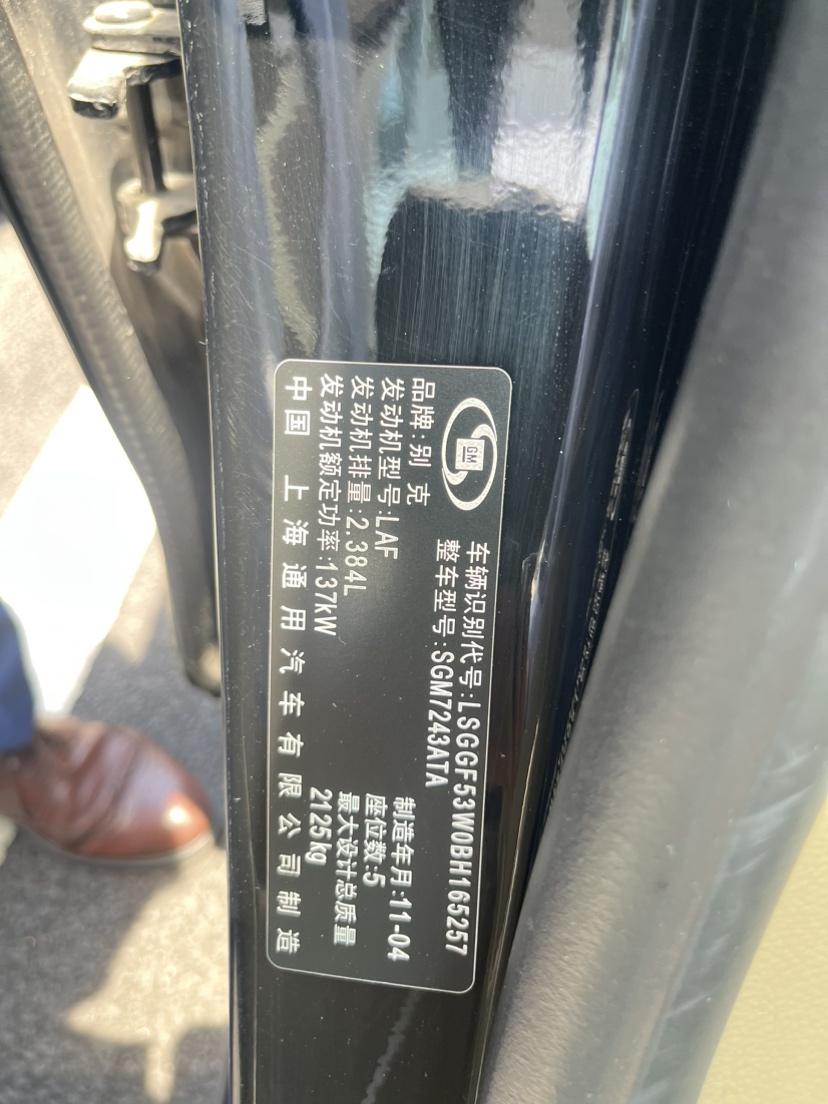 GM
车辆识别代号:LSGGF53W0BH165257
整车型号:SGM7243ATA
品牌:别克
发动机型号:LAF
发动机排量:2.384L
发动机额定功率:137kW
制造年月:11-04
座位数:5
最大设计总质量
2125kg
中国 上海通用汽车有限公司制造